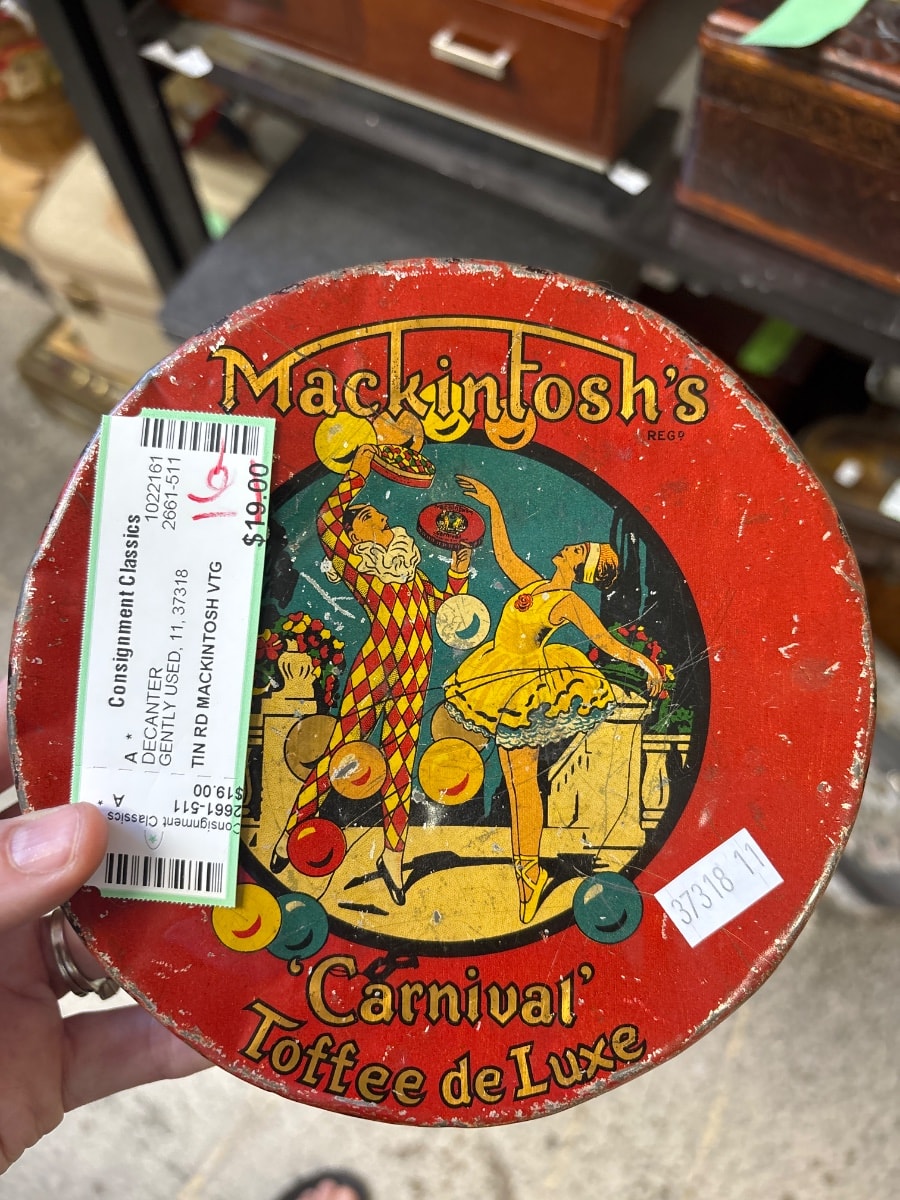 Mackintosh's
REGD
Consignment Classics
1022161
2661-511
16-
$19.00
A *
DECANTER
GENTLY USED, 11, 37318
TIN RD MACKINTOSH VTG
onsignment Classics
A *
2661-511
$19.00
37318 11
'Carnival'
Toffee de Luxe